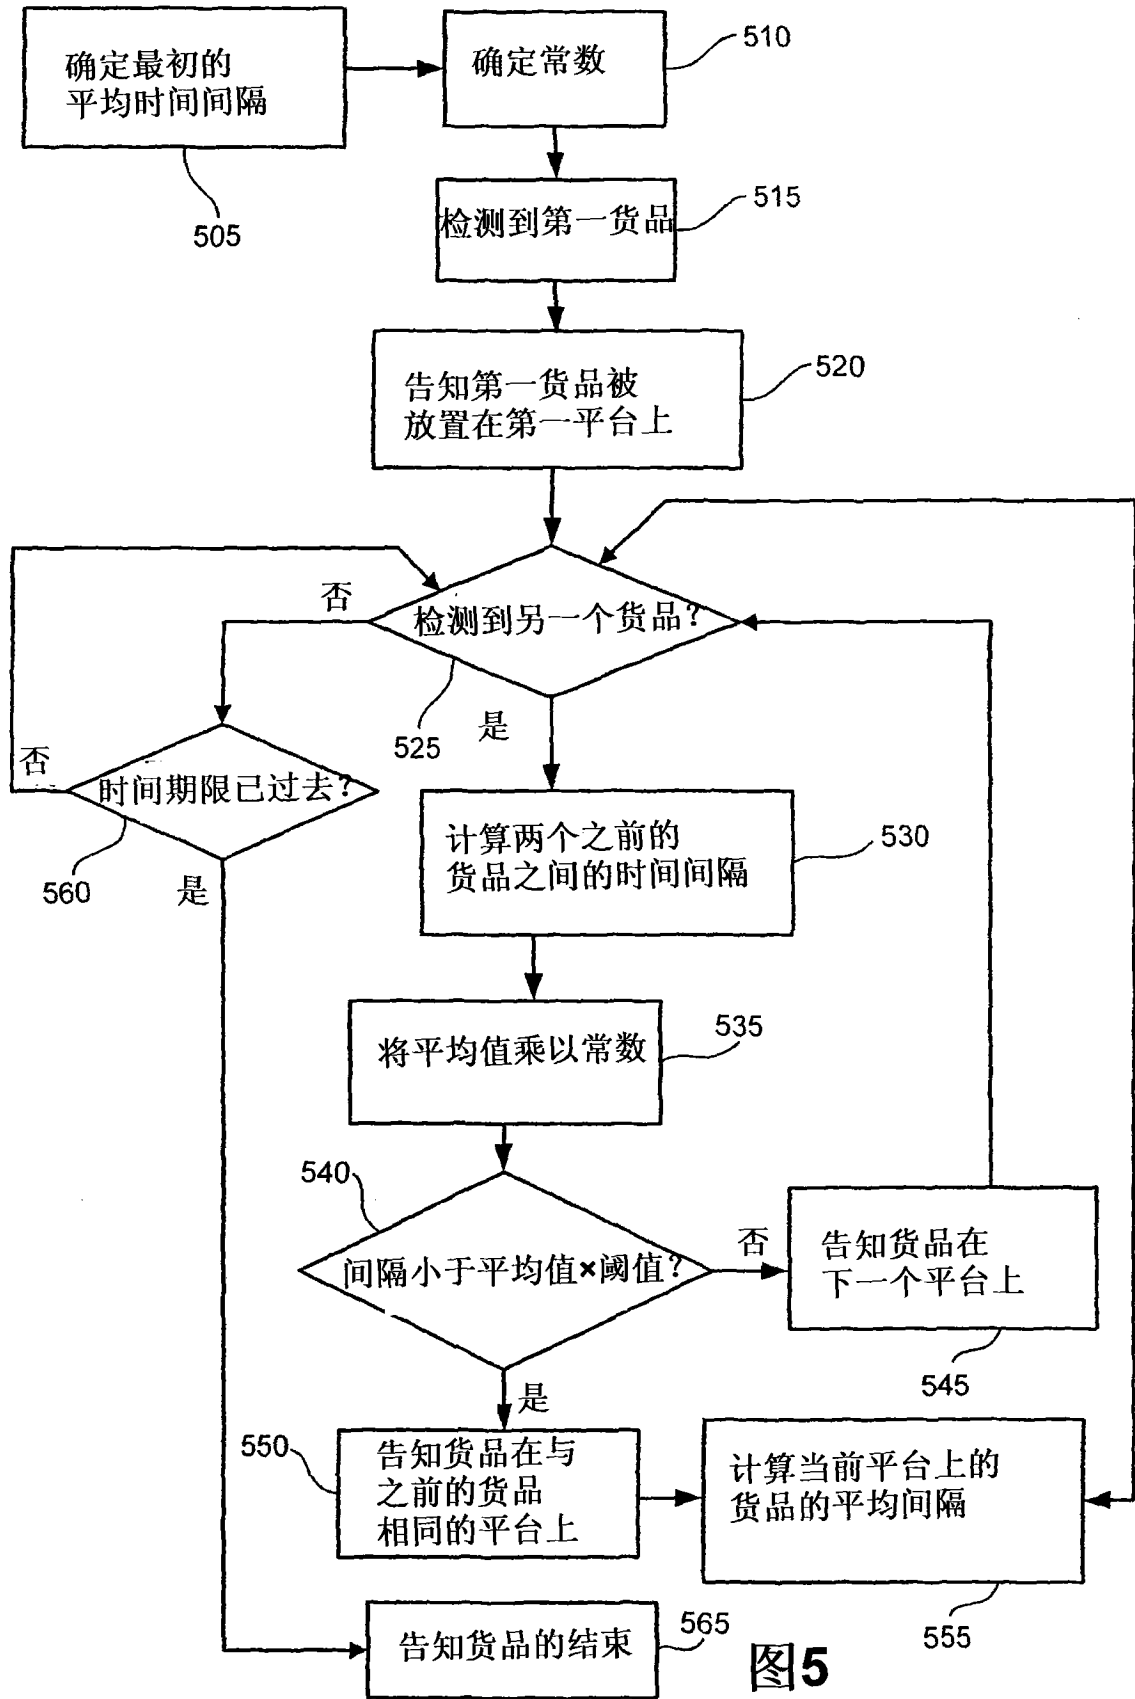 确定最初的
平均时间间隔
505
确定常数
510
检测到第一货品
515
告知第一货品被
放置在第一平台上
520
检测到另一个货品?
525
否
是
时间期限已过去?
560
否
是
计算两个之前的
货品之间的时间间隔
530
将平均值乘以常数
535
540
间隔小于平均值×阈值?
否
是
告知货品在
下一个平台上
545
550
告知货品在与
之前的货品
相同的平台上
计算当前平台上的
货品的平均间隔
555
告知货品的结束
565
图5